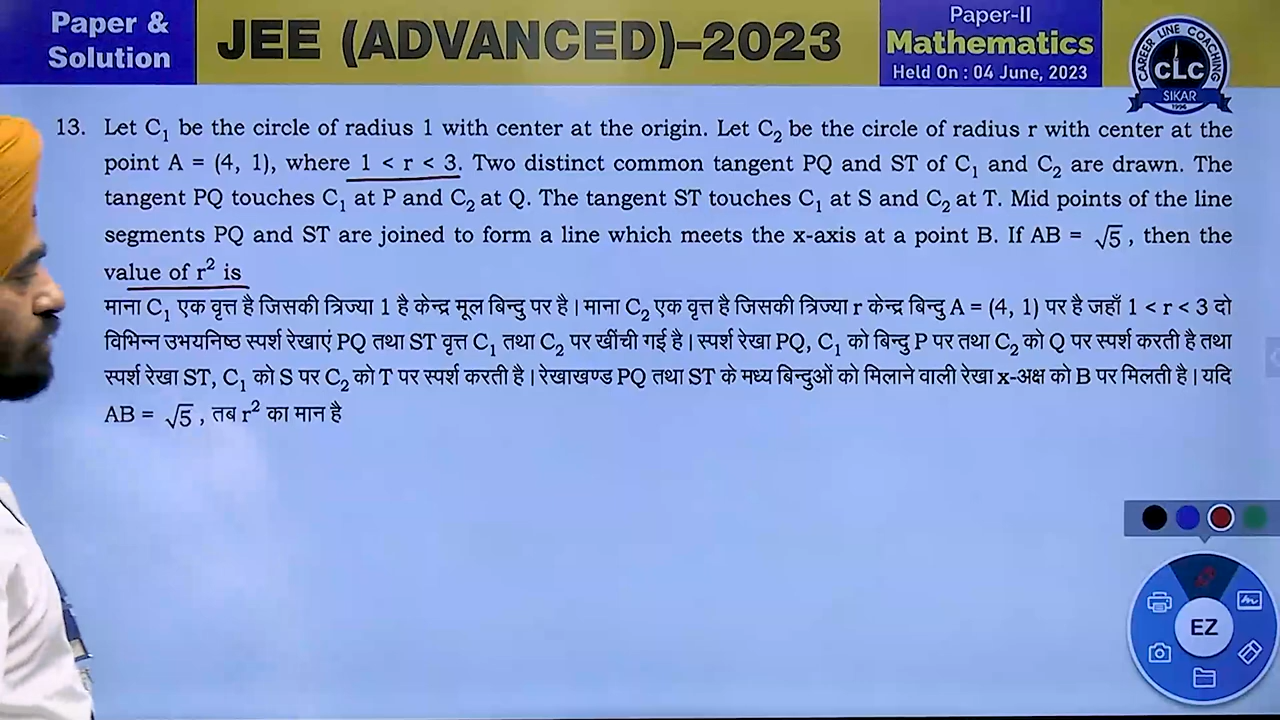 Paper &
Solution
JEE (ADVANCED)–2023
Paper-II
Mathematics
Held On : 04 June, 2023
CAREER LINE COACHING
CLC
SIKAR
1996
13. Let C₁ be the circle of radius 1 with center at the origin. Let C₂ be the circle of radius r with center at the
point A = (4, 1), where 1 < r < 3. Two distinct common tangent PQ and ST of C₁ and C₂ are drawn. The
tangent PQ touches C₁ at P and C₂ at Q. The tangent ST touches C₁ at S and C₂ at T. Mid points of the line
segments PQ and ST are joined to form a line which meets the x-axis at a point B. If AB = √5, then the
value of r² is
माना C₁ एक वृत्त है जिसकी त्रिज्या 1 है केन्द्र मूल बिन्दु पर है। माना C₂ एक वृत्त है जिसकी त्रिज्या r केन्द्र बिन्दु A = (4, 1) पर है जहाँ 1 < r < 3 दो
विभिन्न उभयनिष्ठ स्पर्श रेखाएं PQ तथा ST वृत्त C₁ तथा C₂ पर खींची गई है। स्पर्श रेखा PQ, C₁ को बिन्दु P पर तथा C₂ को Q पर स्पर्श करती है तथा
स्पर्श रेखा ST, C₁ को S पर C₂ को T पर स्पर्श करती है। रेखाखण्ड PQ तथा ST के मध्य बिन्दुओं को मिलाने वाली रेखा x-अक्ष को B पर मिलती है। यदि
AB = √5, तब r² का मान है
EZ